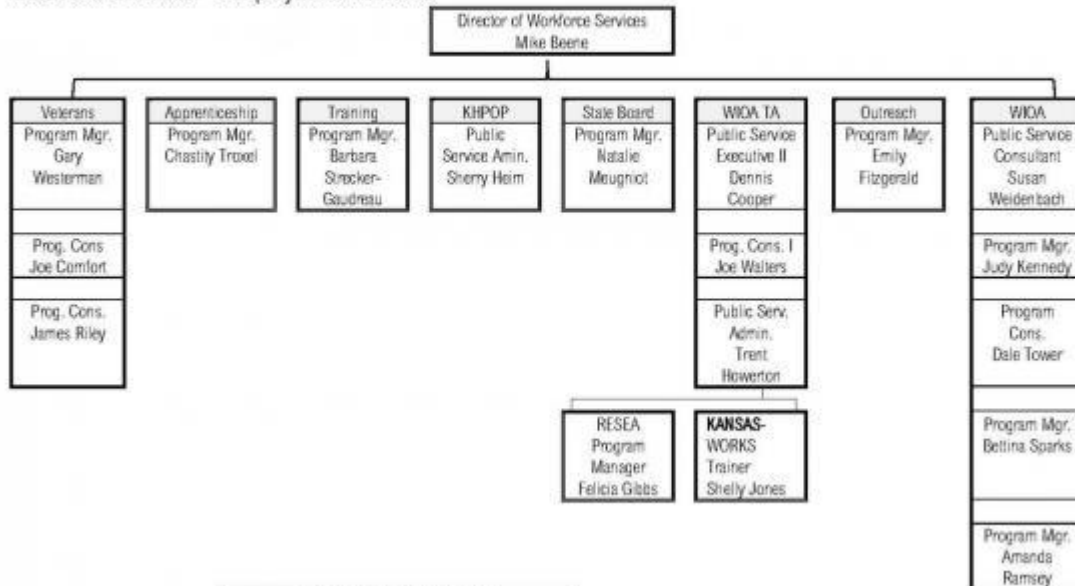 Director of Workforce Services
Mike Beene
Veterans
Program Mgr.
Gary
Westerman
Prog. Cons
Joe Comfort
Prog. Cons.
James Riley
Apprenticeship
Program Mgr.
Chastity Troxel
Training
Program Mgr.
Barbara
Strecker-
Gaudreau
KHPOP
Public
Service Amin.
Sherry Heim
State Board
Program Mgr.
Natalie
Meugniot
WIOA TA
Public Service
Executive II
Dennis
Cooper
Prog. Cons. I
Joe Walters
Public Serv.
Admin.
Trent
Howerton
RESEA
Program
Manager
Felicia Gibbs
KANSAS-
WORKS
Trainer
Shelly Jones
Outreach
Program Mgr.
Emily
Fitzgerald
WIOA
Public Service
Consultant
Susan
Weidenbach
Program Mgr.
Judy Kennedy
Program
Cons.
Dale Tower
Program Mgr.
Bettina Sparks
Program Mgr.
Amanda
Ramsey